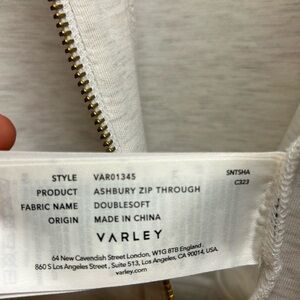 STYLE VAR01345 SNTSHA
PRODUCT ASHBURY ZIP THROUGH C323
FABRIC NAME DOUBLESOFT
ORIGIN MADE IN CHINA
VARLEY
64 New Cavendish Street London, W1G 8TB England.
860 S Los Angeles Street, Suite 513, Los Angeles, CA 90014, USA.
varley.com